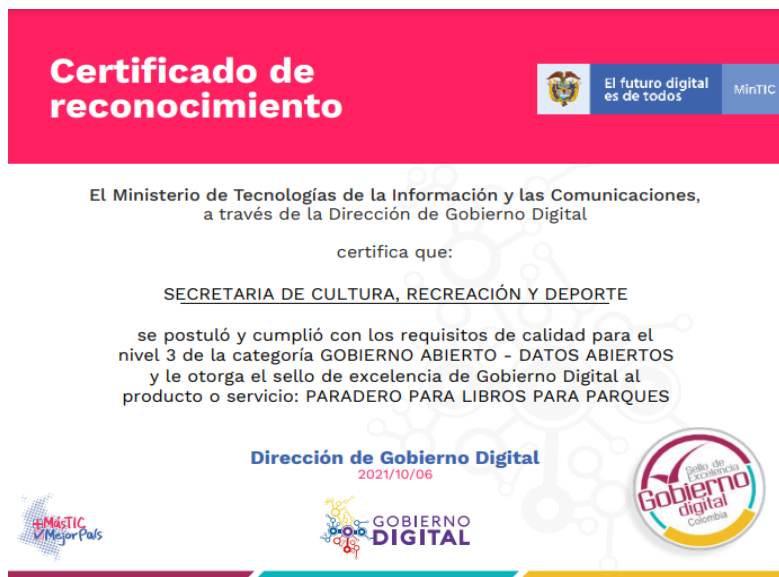 Certificado de
reconocimiento
El futuro digital
es de todos
MinTIC
El Ministerio de Tecnologías de la Información y las Comunicaciones,
a través de la Dirección de Gobierno Digital
certifica que:
SECRETARIA DE CULTURA, RECREACIÓN Y DEPORTE
se postuló y cumplió con los requisitos de calidad para el
nivel 3 de la categoría GOBIERNO ABIERTO - DATOS ABIERTOS
y le otorga el sello de excelencia de Gobierno Digital al
producto o servicio: PARADERO PARA LIBROS PARA PARQUES
Dirección de Gobierno Digital
2021/10/06
+MásTIC
MejorPaís
GOBIERNO
DIGITAL
Sello de
Excelencia
Gobierno
digital
Colombia